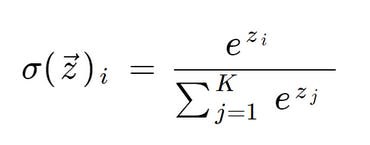 σ(z⃗)ᵢ = e^{zᵢ} / ∑_{j=1}^{K} e^{zⱼ}